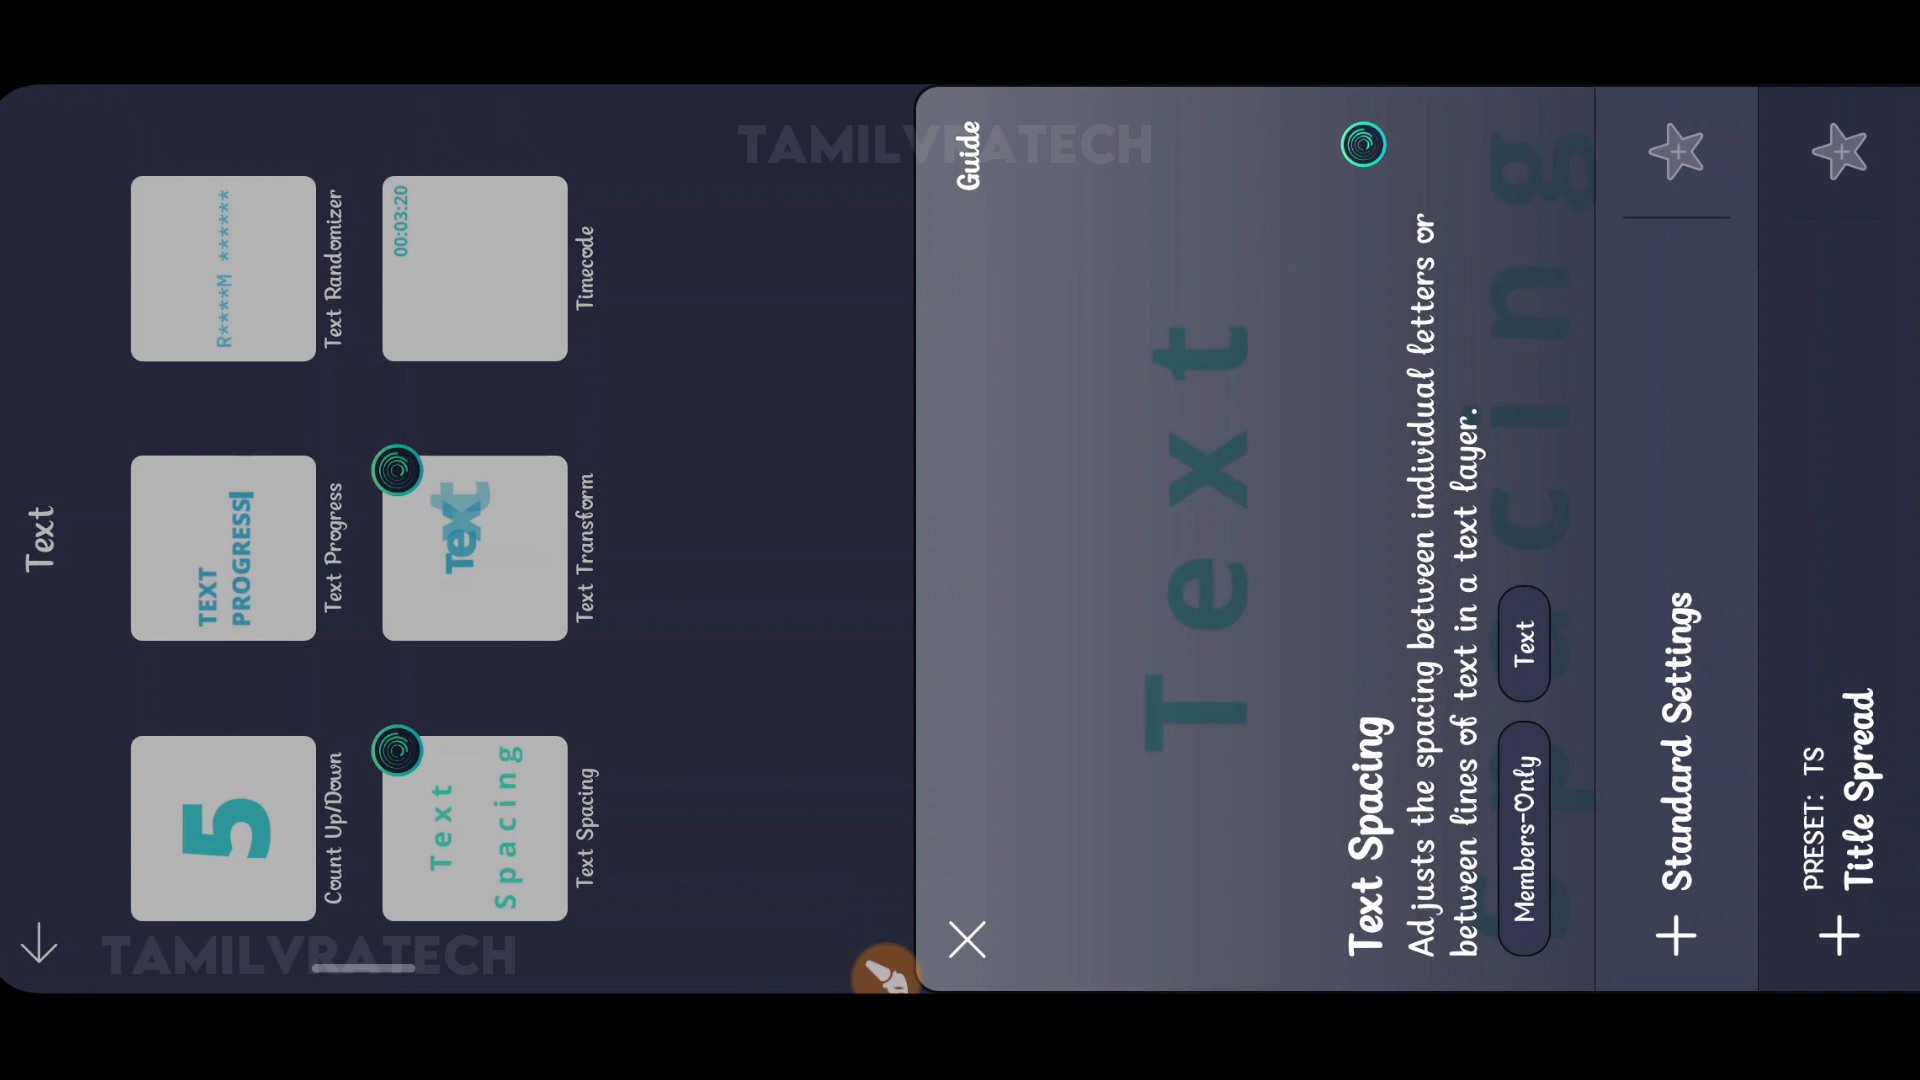 Text
5
Count Up/Down
TEXT
PROGRESS
Text Progress
R****M ******
Text Randomizer
Text
Spacing
Text Spacing
Text
Text Transform
00:03:20
Timecode
Guide
Text
Spacing
Text Spacing
Adjusts the spacing between individual letters or
between lines of text in a text layer.
Members-Only
Text
Standard Settings
PRESET: TS
Title Spread
TAMILVRATECH
TAMILVRATECH